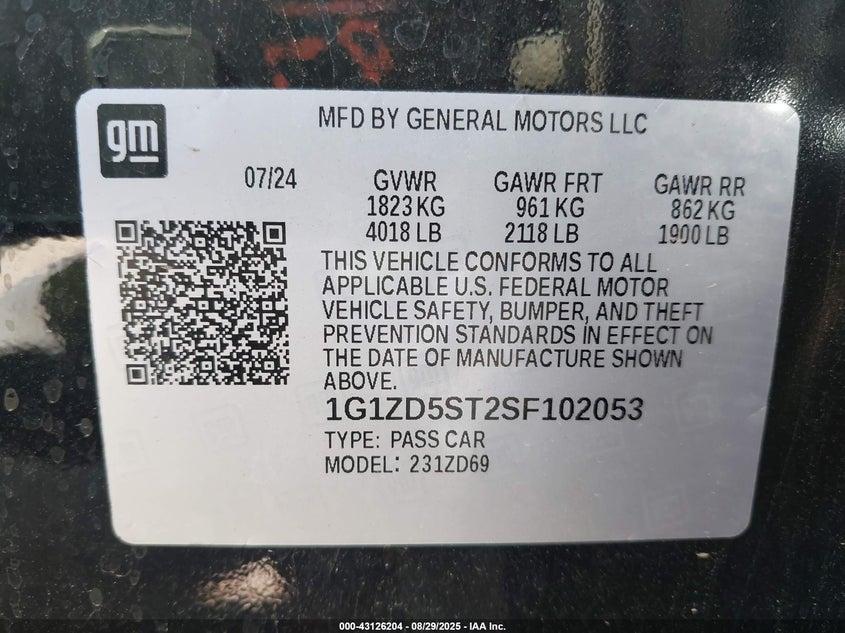 gm
MFD BY GENERAL MOTORS LLC
07/24
GVWR
1823 KG
4018 LB
GAWR FRT
961 KG
2118 LB
GAWR RR
862 KG
1900 LB
THIS VEHICLE CONFORMS TO ALL
APPLICABLE U.S. FEDERAL MOTOR
VEHICLE SAFETY, BUMPER, AND THEFT
PREVENTION STANDARDS IN EFFECT ON
THE DATE OF MANUFACTURE SHOWN
ABOVE.
1G1ZD5ST2SF102053
TYPE: PASS CAR
MODEL: 231ZD69
000-43126204 - 08/29/2025 - IAA Inc.